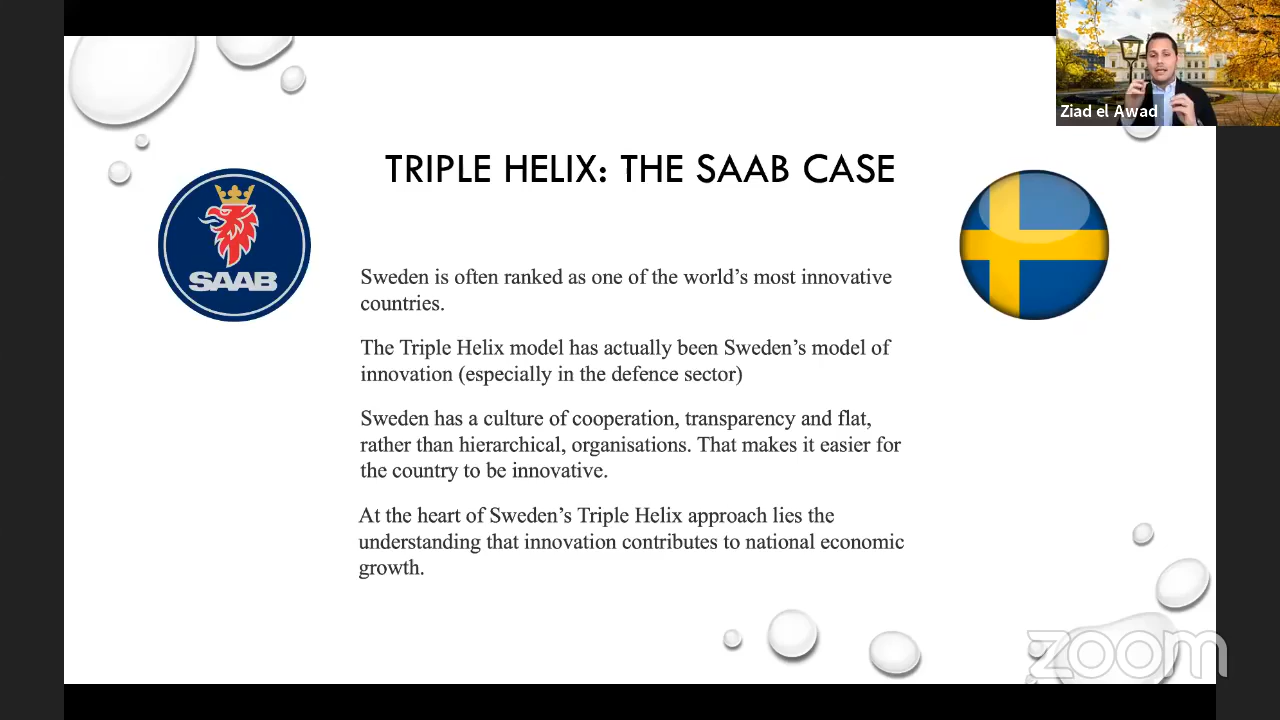 Ziad el Awad
TRIPLE HELIX: THE SAAB CASE
SAAB
Sweden is often ranked as one of the world’s most innovative
countries.
The Triple Helix model has actually been Sweden’s model of
innovation (especially in the defence sector)
Sweden has a culture of cooperation, transparency and flat,
rather than hierarchical, organisations. That makes it easier for
the country to be innovative.
At the heart of Sweden’s Triple Helix approach lies the
understanding that innovation contributes to national economic
growth.
zoom